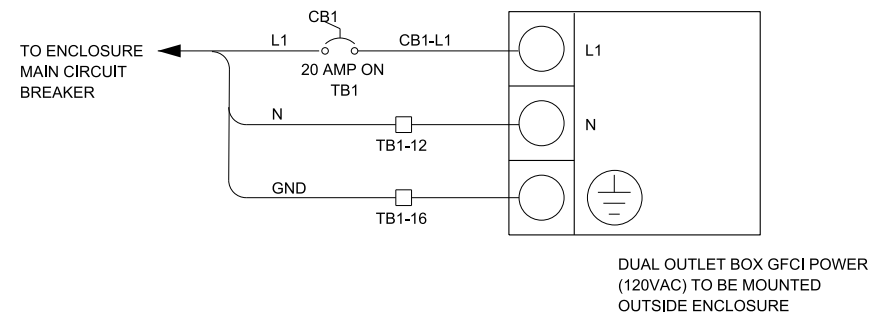 CB1
L1
CB1-L1
L1
TO ENCLOSURE
MAIN CIRCUIT
BREAKER
20 AMP ON
TB1
N
N
TB1-12
GND
TB1-16
DUAL OUTLET BOX GFCI POWER
(120VAC) TO BE MOUNTED
OUTSIDE ENCLOSURE